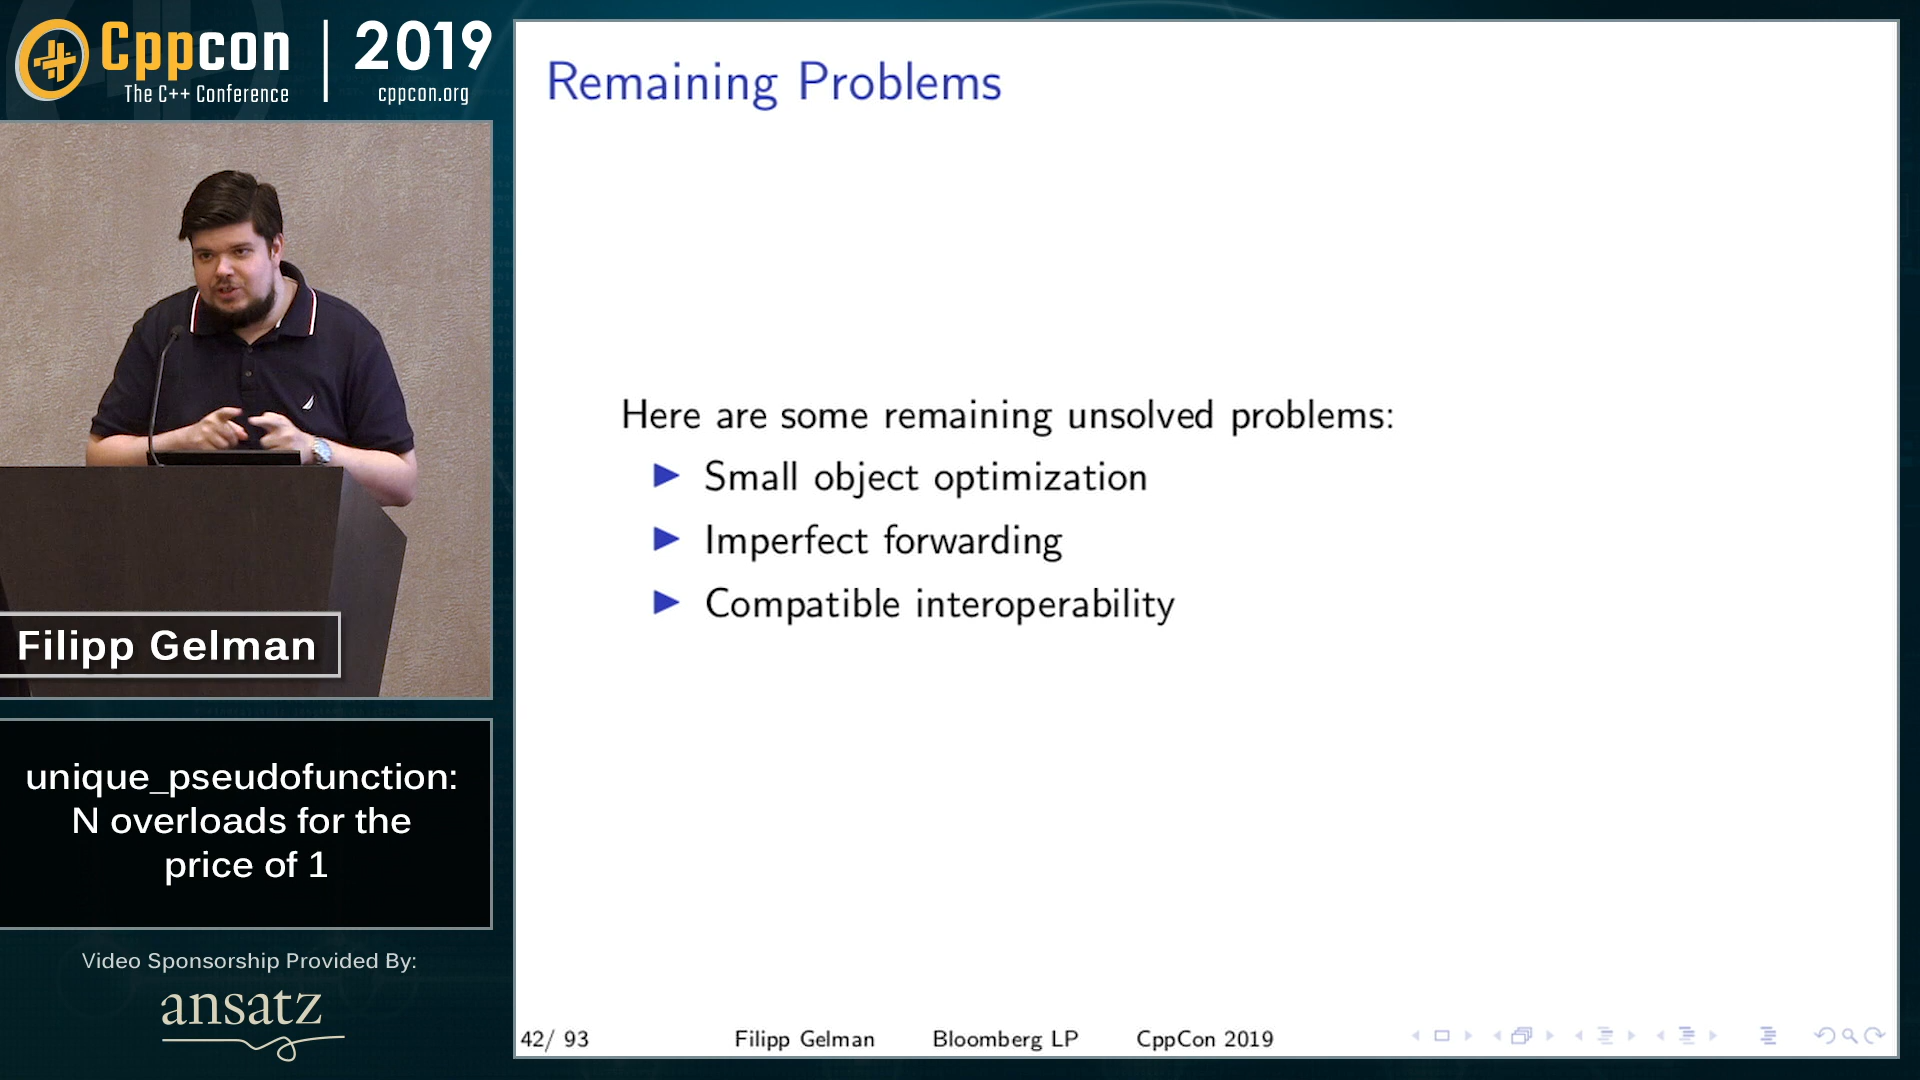 Cppcon
The C++ Conference
2019
cppcon.org
Filipp Gelman
unique_pseudofunction:
N overloads for the
price of 1
Video Sponsorship Provided By:
ansatz
Remaining Problems
Here are some remaining unsolved problems:
Small object optimization
Imperfect forwarding
Compatible interoperability
42/ 93 Filipp Gelman Bloomberg LP CppCon 2019